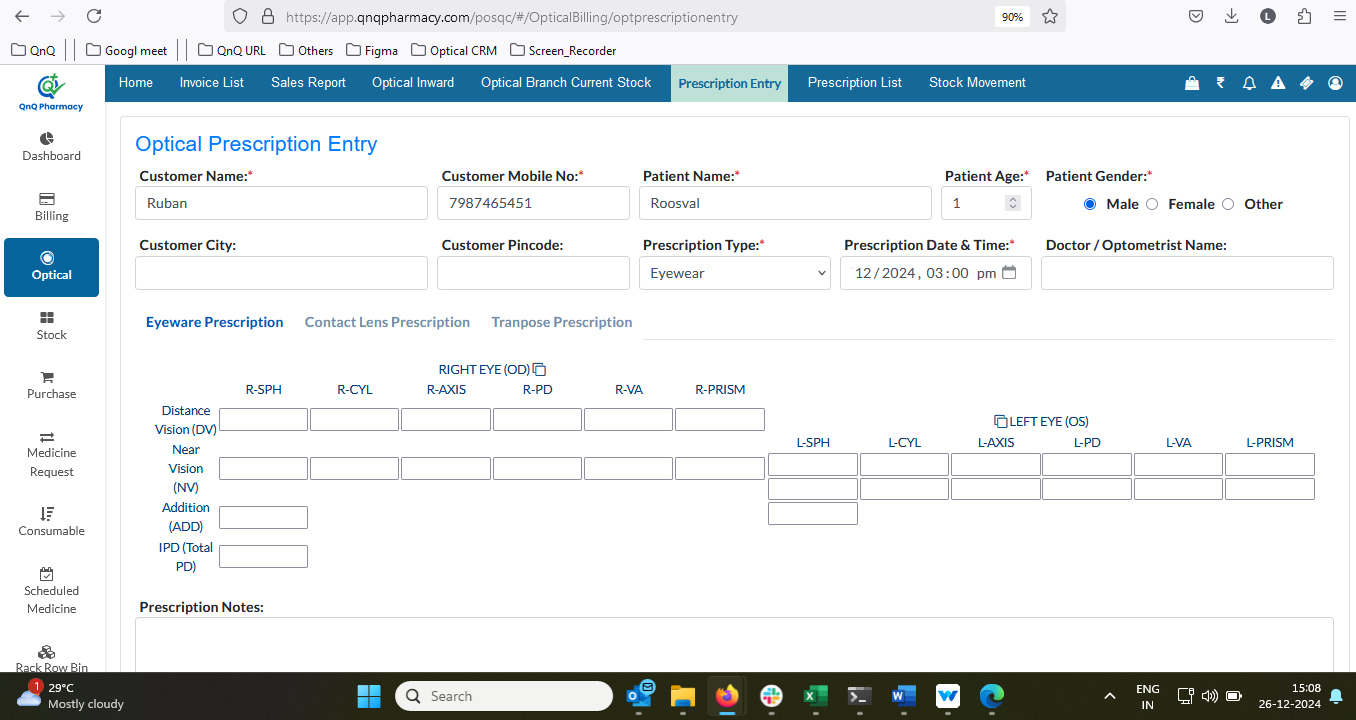 https://app.qnqpharmacy.com/posqc/#/OpticalBilling/optprescriptionentry
90%
L
QnQ
Googl meet
QnQ URL
Others
Figma
Optical CRM
Screen_Recorder
QnQ Pharmacy
Home
Invoice List
Sales Report
Optical Inward
Optical Branch Current Stock
Prescription Entry
Prescription List
Stock Movement
Dashboard
Billing
Optical
Stock
Purchase
Medicine
Request
Consumable
Scheduled
Medicine
Rack Row Bin
Optical Prescription Entry
Customer Name:*
Customer Mobile No:*
Patient Name:*
Patient Age:*
Patient Gender:*
Ruban
7987465451
Roosval
1
Male
Female
Other
Customer City:
Customer Pincode:
Prescription Type:*
Prescription Date & Time:*
Doctor / Optometrist Name:
Eyewear
12/2024, 03:00 pm
Eyeware Prescription
Contact Lens Prescription
Tranpose Prescription
RIGHT EYE (OD)
R-SPH
R-CYL
R-AXIS
R-PD
R-VA
R-PRISM
Distance
Vision (DV)
Near
Vision
(NV)
Addition
(ADD)
IPD (Total
PD)
LEFT EYE (OS)
L-SPH
L-CYL
L-AXIS
L-PD
L-VA
L-PRISM
Prescription Notes:
1
29°C
Mostly cloudy
Search
ENG
IN
15:08
26-12-2024